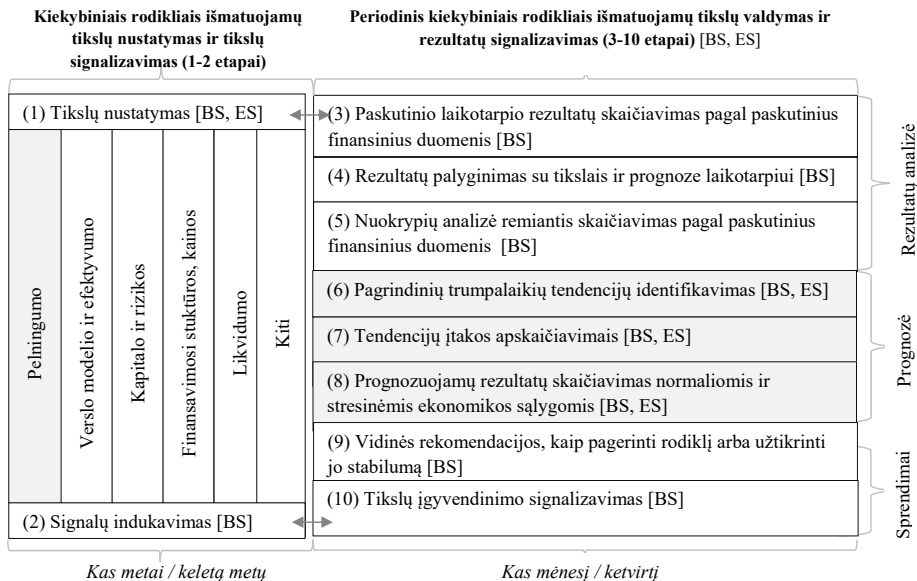 Kiekybiniais rodikliais išmatuojamų
tikslų nustatymas ir tikslų
signalizavimas (1-2 etapai)
Periodinis kiekybiniais rodikliais išmatuojamų tikslų valdymas ir
rezultatų signalizavimas (3-10 etapai) [BS, ES]
(1) Tikslų nustatymas [BS, ES]
Pelningumo
Verslo modelio ir efektyvumo
Kapitalo ir rizikos
Finansavimosi stuktūros, kainos
Likvidumo
Kiti
(2) Signalų indukavimas [BS]
(3) Paskutinio laikotarpio rezultatų skaičiavimas pagal paskutinius
finansinius duomenis [BS]
(4) Rezultatų palyginimas su tikslais ir prognoze laikotarpiui [BS]
(5) Nuokrypių analizė remiantis skaičiavimas pagal paskutinius
finansinius duomenis [BS]
(6) Pagrindinių trumpalaikių tendencijų identifikavimas [BS, ES]
(7) Tendencijų įtakos apskaičiavimais [BS, ES]
(8) Prognozuojamų rezultatų skaičiavimas normaliomis ir
stresinėmis ekonomikos sąlygomis [BS, ES]
(9) Vidinės rekomendacijos, kaip pagerinti rodiklį arba užtikrinti
jo stabilumą [BS]
(10) Tikslų įgyvendinimo signalizavimas [BS]
Rezultatų analizė
Prognozė
Sprendimai
Kas metai / keletą metų
Kas mėnesį / ketvirtį